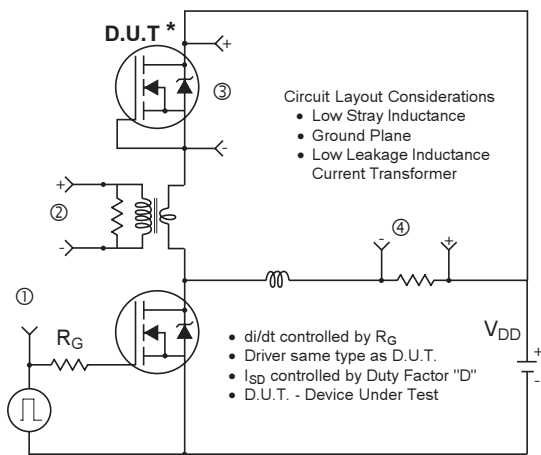 D.U.T *
+
③
-
Circuit Layout Considerations
• Low Stray Inductance
• Ground Plane
• Low Leakage Inductance
Current Transformer
+
②
-
-
④
+
①
R_G
• di/dt controlled by R_G
• Driver same type as D.U.T.
• I_SD controlled by Duty Factor "D"
• D.U.T. - Device Under Test
V_DD
+
-